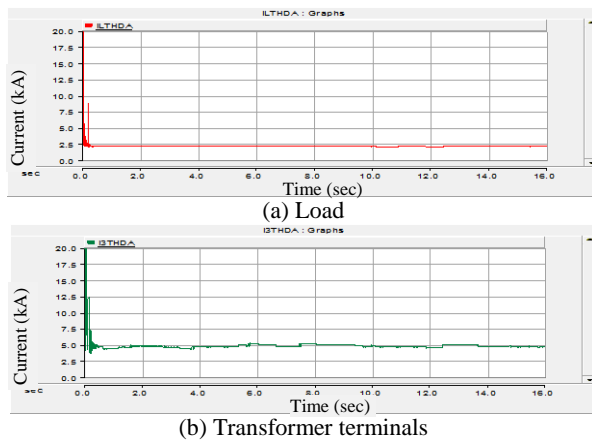 ILTHDA : Graphs
ILTHDA
Current (kA)
20.0
17.5
15.0
12.5
10.0
7.5
5.0
2.5
0.0
sec 0.0 2.0 4.0 6.0 8.0 10.0 12.0 14.0 16.0
Time (sec)
(a) Load
I3THDA : Graphs
I3THDA
Current (kA)
20.0
17.5
15.0
12.5
10.0
7.5
5.0
2.5
0.0
sec 0.0 2.0 4.0 6.0 8.0 10.0 12.0 14.0 16.0
Time (sec)
(b) Transformer terminals